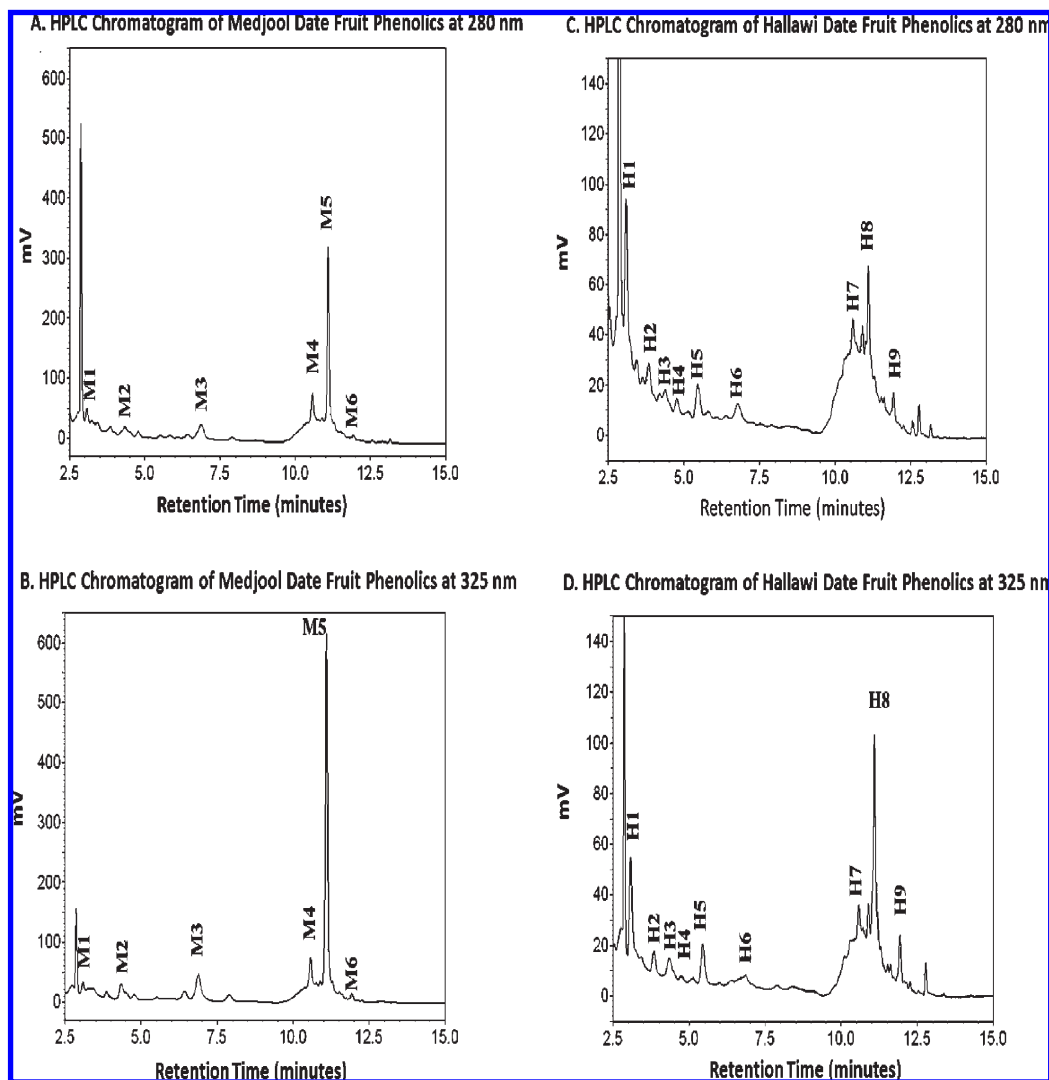 A. HPLC Chromatogram of Medjool Date Fruit Phenolics at 280 nm
600
500
400
300
200
100
0
mV
M1
M2
M3
M4
M5
M6
2.5 5.0 7.5 10.0 12.5 15.0
Retention Time (minutes)
C. HPLC Chromatogram of Hallawi Date Fruit Phenolics at 280 nm
140
120
100
80
60
40
20
0
mV
H1
H2
H3
H4
H5
H6
H7
H8
H9
2.5 5.0 7.5 10.0 12.5 15.0
Retention Time (minutes)
B. HPLC Chromatogram of Medjool Date Fruit Phenolics at 325 nm
600
500
400
300
200
100
0
mV
M1
M2
M3
M4
M5
M6
2.5 5.0 7.5 10.0 12.5 15.0
Retention Time (minutes)
D. HPLC Chromatogram of Hallawi Date Fruit Phenolics at 325 nm
140
120
100
80
60
40
20
0
mV
H1
H2
H3
H4
H5
H6
H7
H8
H9
2.5 5.0 7.5 10.0 12.5 15.0
Retention Time (minutes)